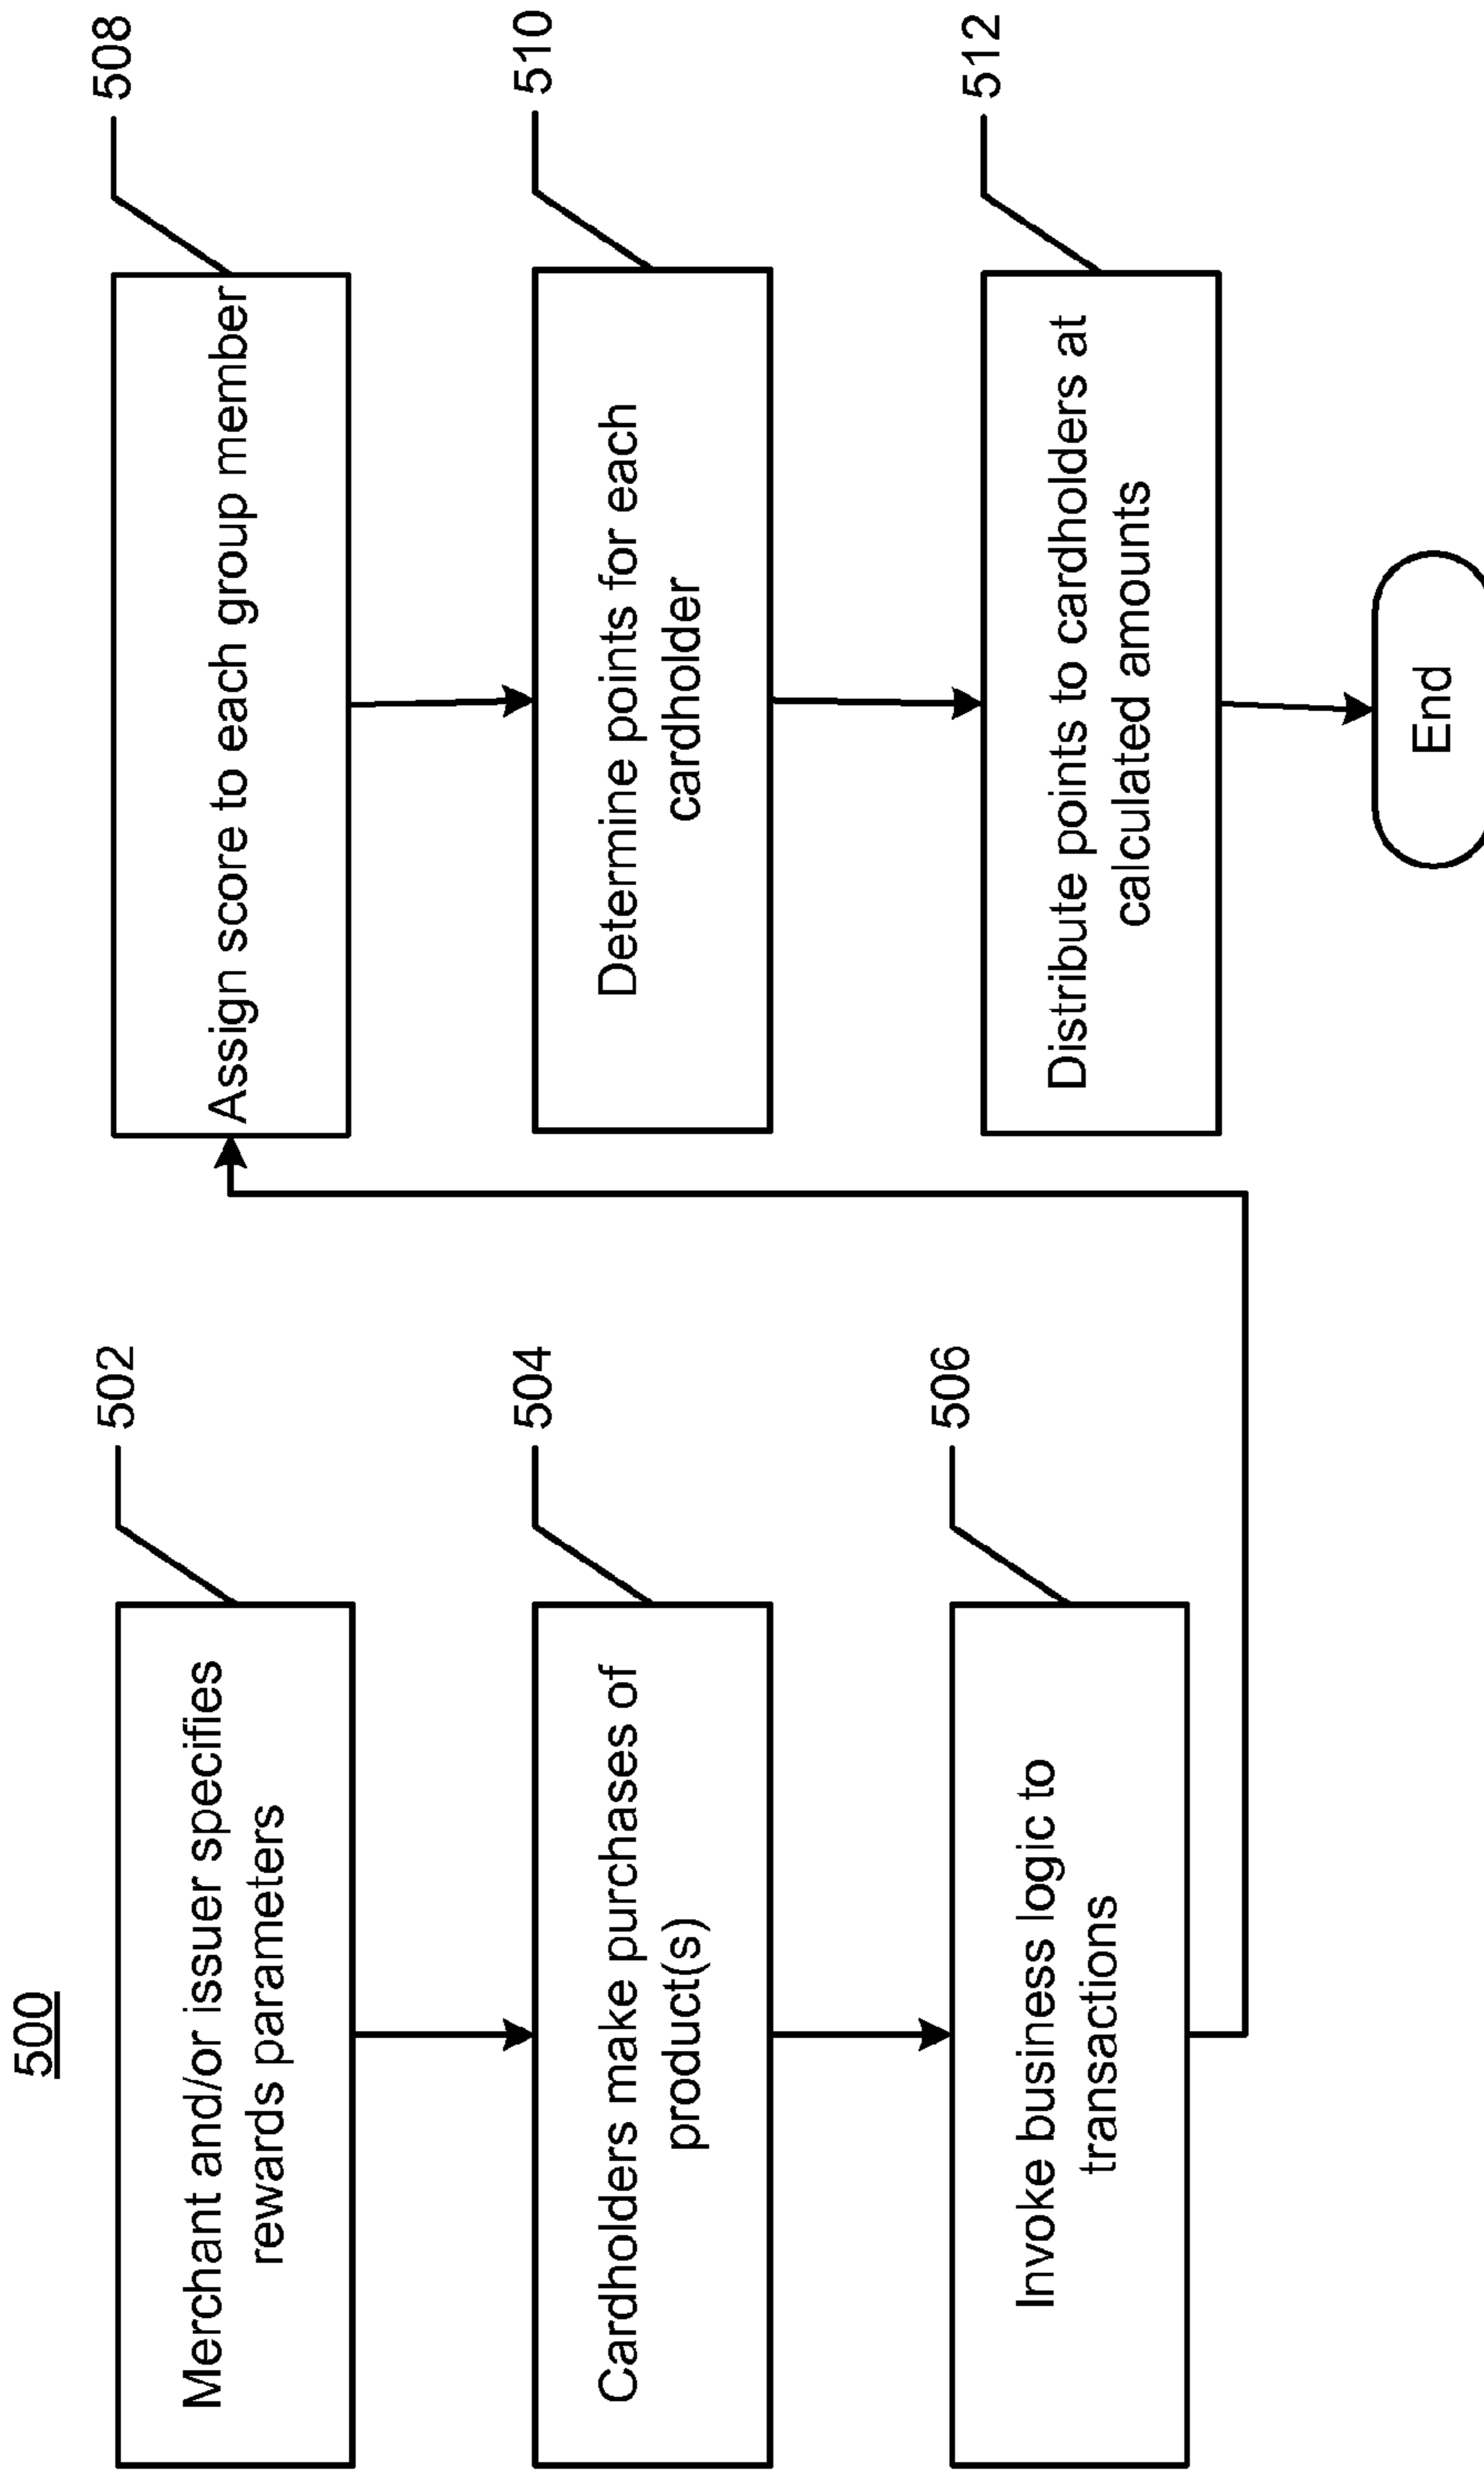 500
Merchant and/or issuer specifies
rewards parameters
502
Cardholders make purchases of
product(s)
504
Invoke business logic to
transactions
506
Assign score to each group member
508
Determine points for each
cardholder
510
Distribute points to cardholders at
calculated amounts
512
End